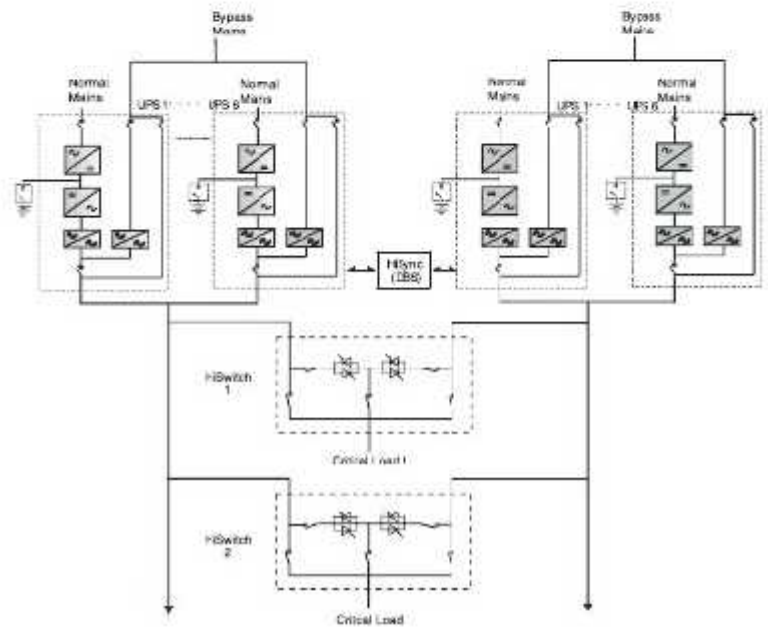 Bypass
Mains
Bypass
Mains
Normal
Mains
UPS 1
UPS 6
Normal
Mains
Normal
Mains
UPS 1
UPS 6
Normal
Mains
HiSync
(DBS)
HiSwitch
1
Critical Load 1
HiSwitch
2
Critical Load